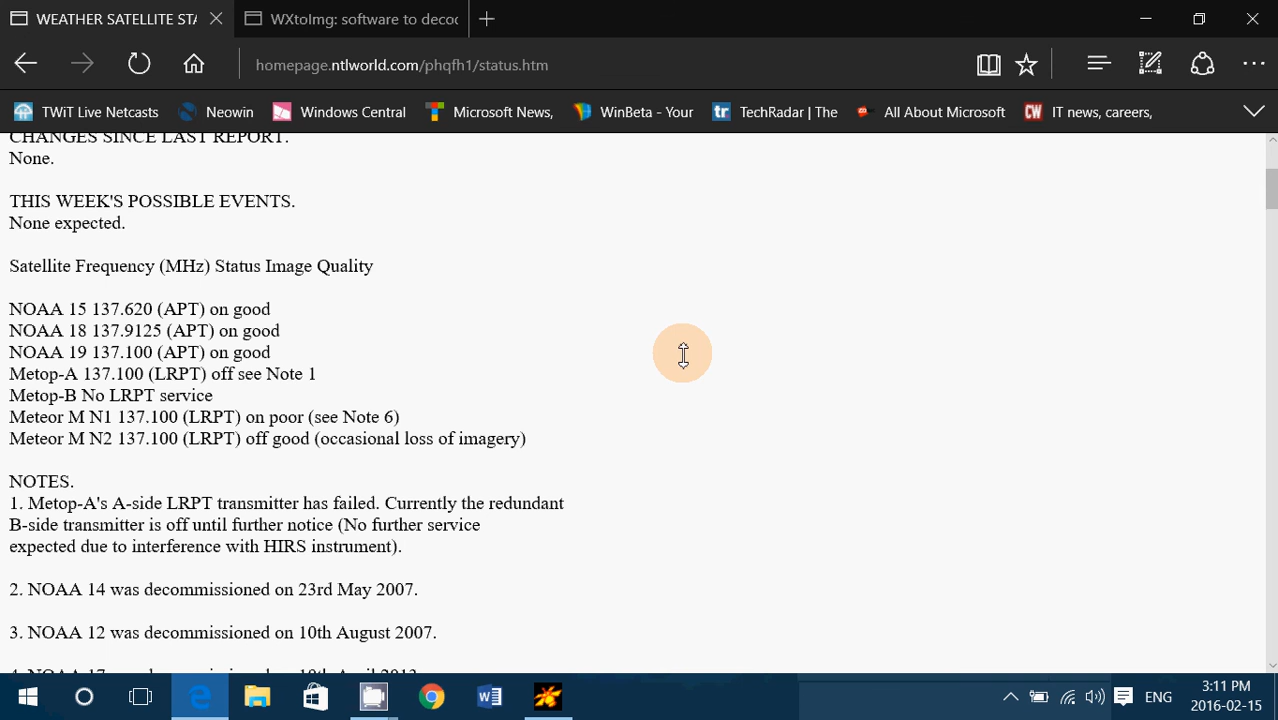 WEATHER SATELLITE STA
WXtoImg: software to decod
homepage.ntlworld.com/phqfh1/status.htm
TWiT Live Netcasts
Neowin
Windows Central
Microsoft News,
WinBeta - Your
tr TechRadar | The
All About Microsoft
CW IT news, careers,
CHANGES SINCE LAST REPORT.
None.
THIS WEEK'S POSSIBLE EVENTS.
None expected.
Satellite Frequency (MHz) Status Image Quality
NOAA 15 137.620 (APT) on good
NOAA 18 137.9125 (APT) on good
NOAA 19 137.100 (APT) on good
Metop-A 137.100 (LRPT) off see Note 1
Metop-B No LRPT service
Meteor M N1 137.100 (LRPT) on poor (see Note 6)
Meteor M N2 137.100 (LRPT) off good (occasional loss of imagery)
NOTES.
1. Metop-A's A-side LRPT transmitter has failed. Currently the redundant
B-side transmitter is off until further notice (No further service
expected due to interference with HIRS instrument).
2. NOAA 14 was decommissioned on 23rd May 2007.
3. NOAA 12 was decommissioned on 10th August 2007.
ENG
3:11 PM
2016-02-15